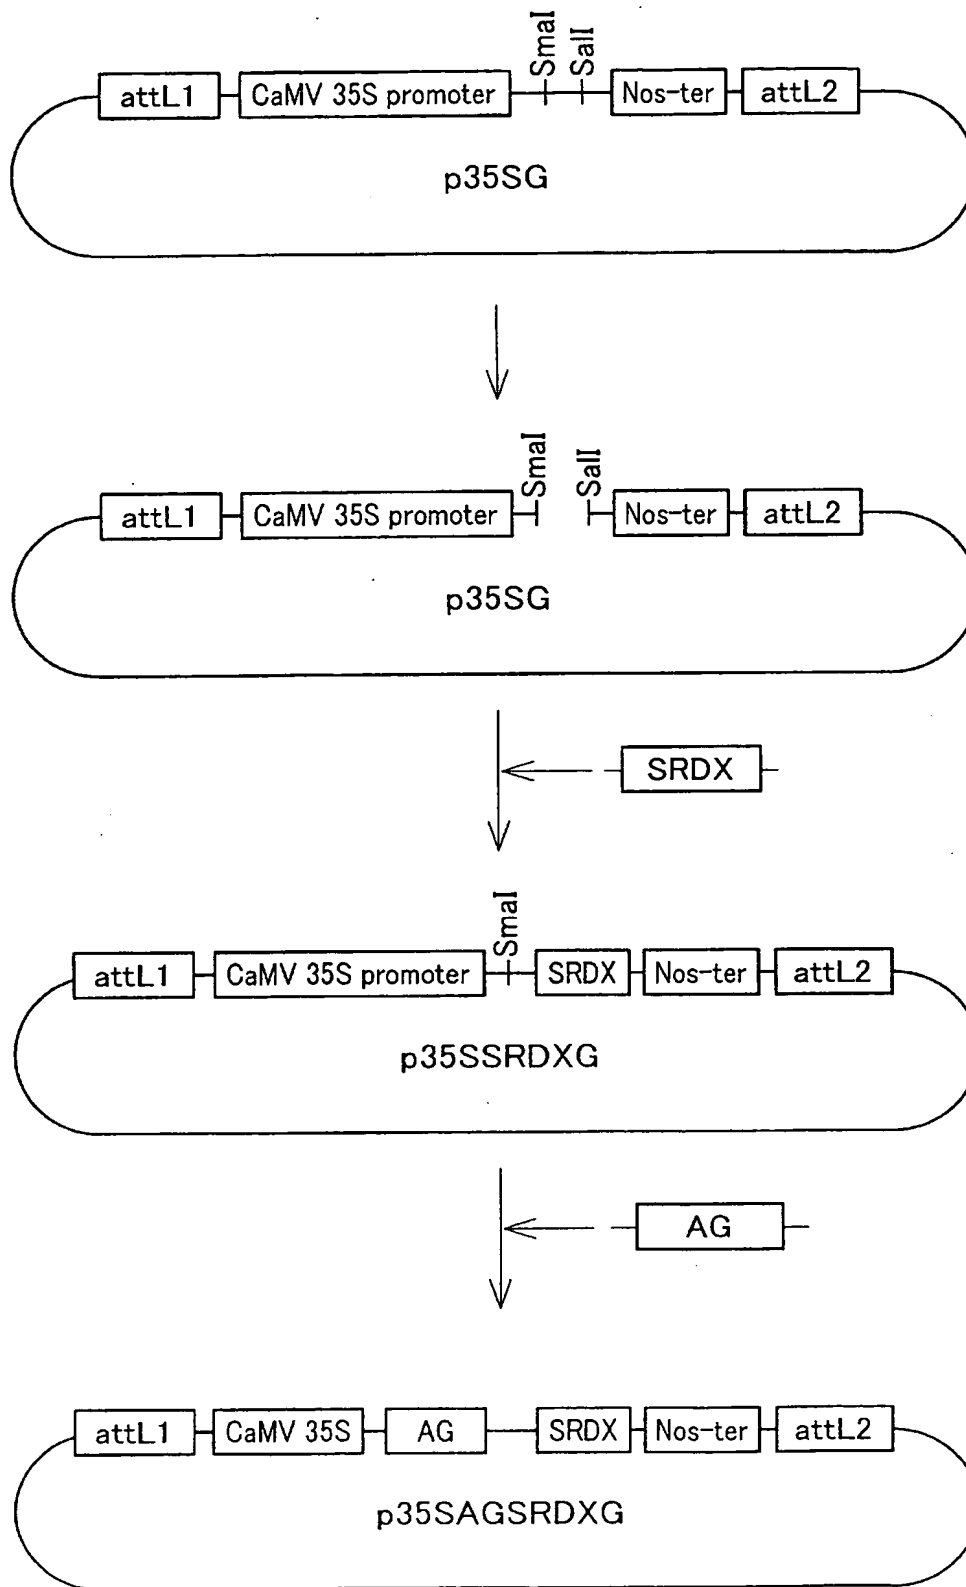 SmaI SalI
attL1 CaMV 35S promoter Nos-ter attL2
p35SG
SmaI SalI
attL1 CaMV 35S promoter Nos-ter attL2
p35SG
SRDX
SmaI
attL1 CaMV 35S promoter SRDX Nos-ter attL2
p35SSRDXG
AG
attL1 CaMV 35S AG SRDX Nos-ter attL2
p35SAGSRDXG